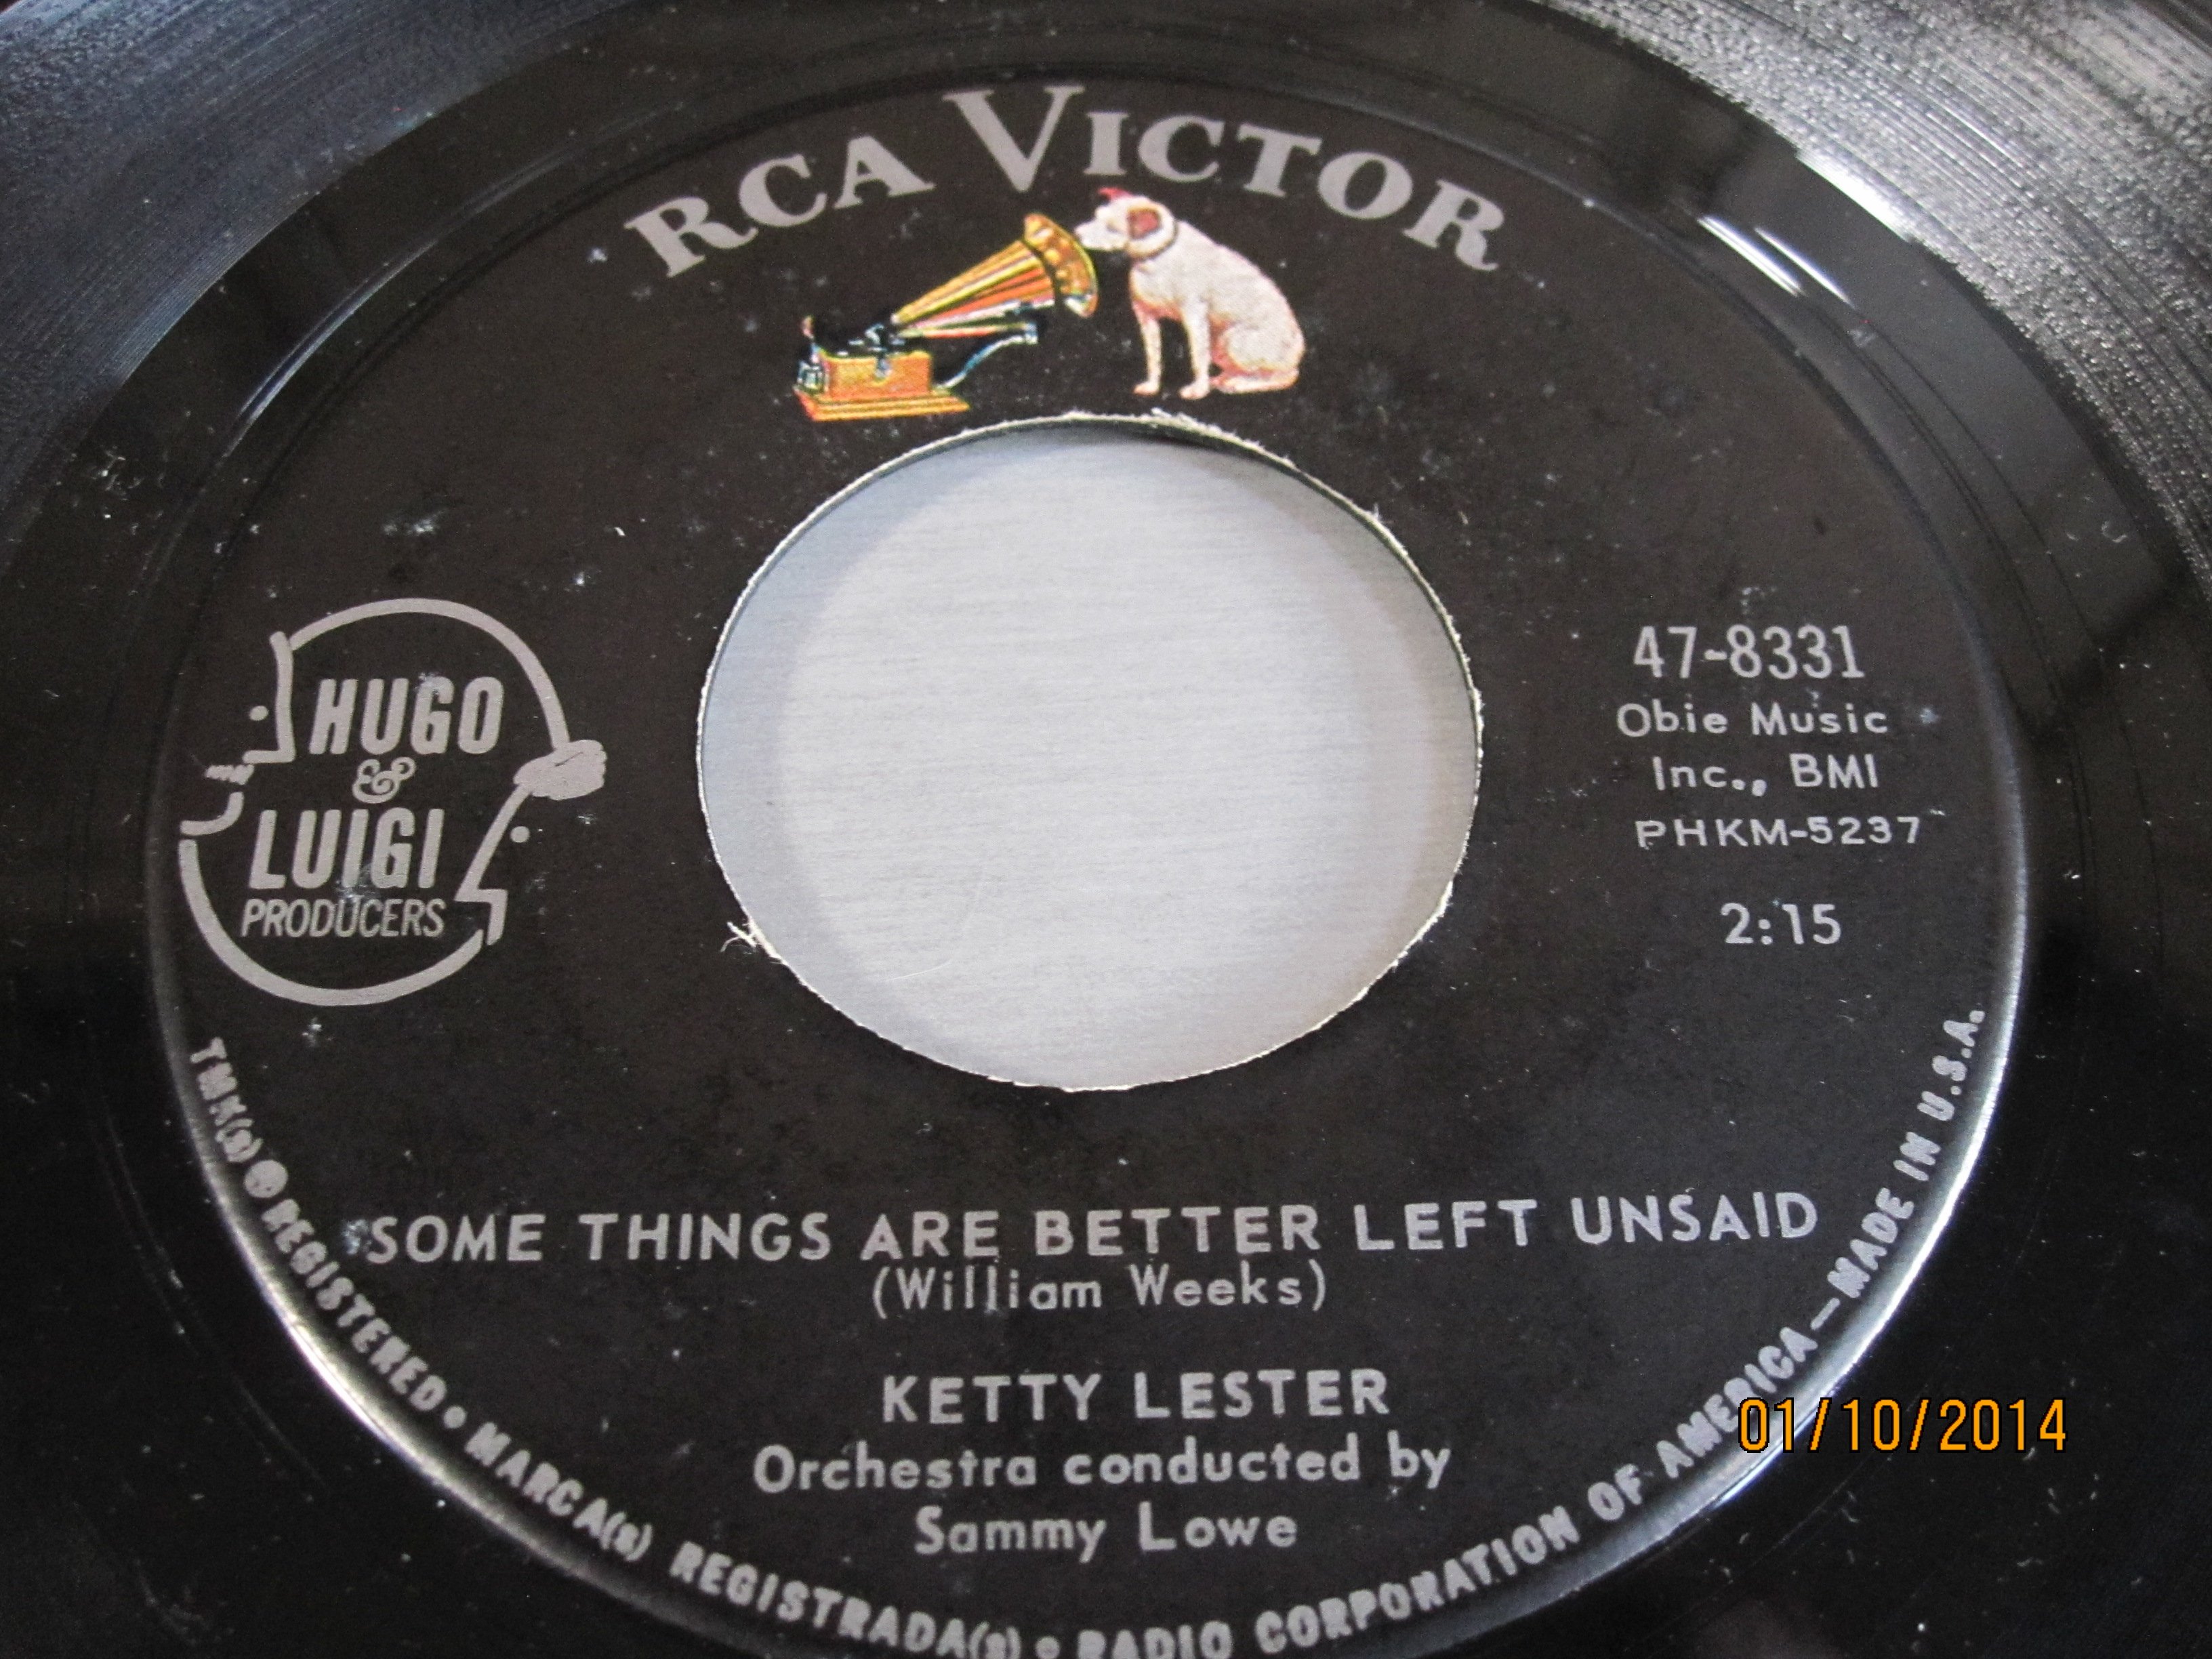 RCA VICTOR
HUGO
&
LUIGI
PRODUCERS
47-8331
Obie Music
Inc., BMI
PHKM-5237
2:15
SOME THINGS ARE BETTER LEFT UNSAID
(William Weeks)
KETTY LESTER
Orchestra conducted by
Sammy Lowe
TMK(s) ® REGISTERED • MARCA(s) REGISTRADA(s) • RADIO CORPORATION OF AMERICA—MADE IN U.S.A.
01/10/2014